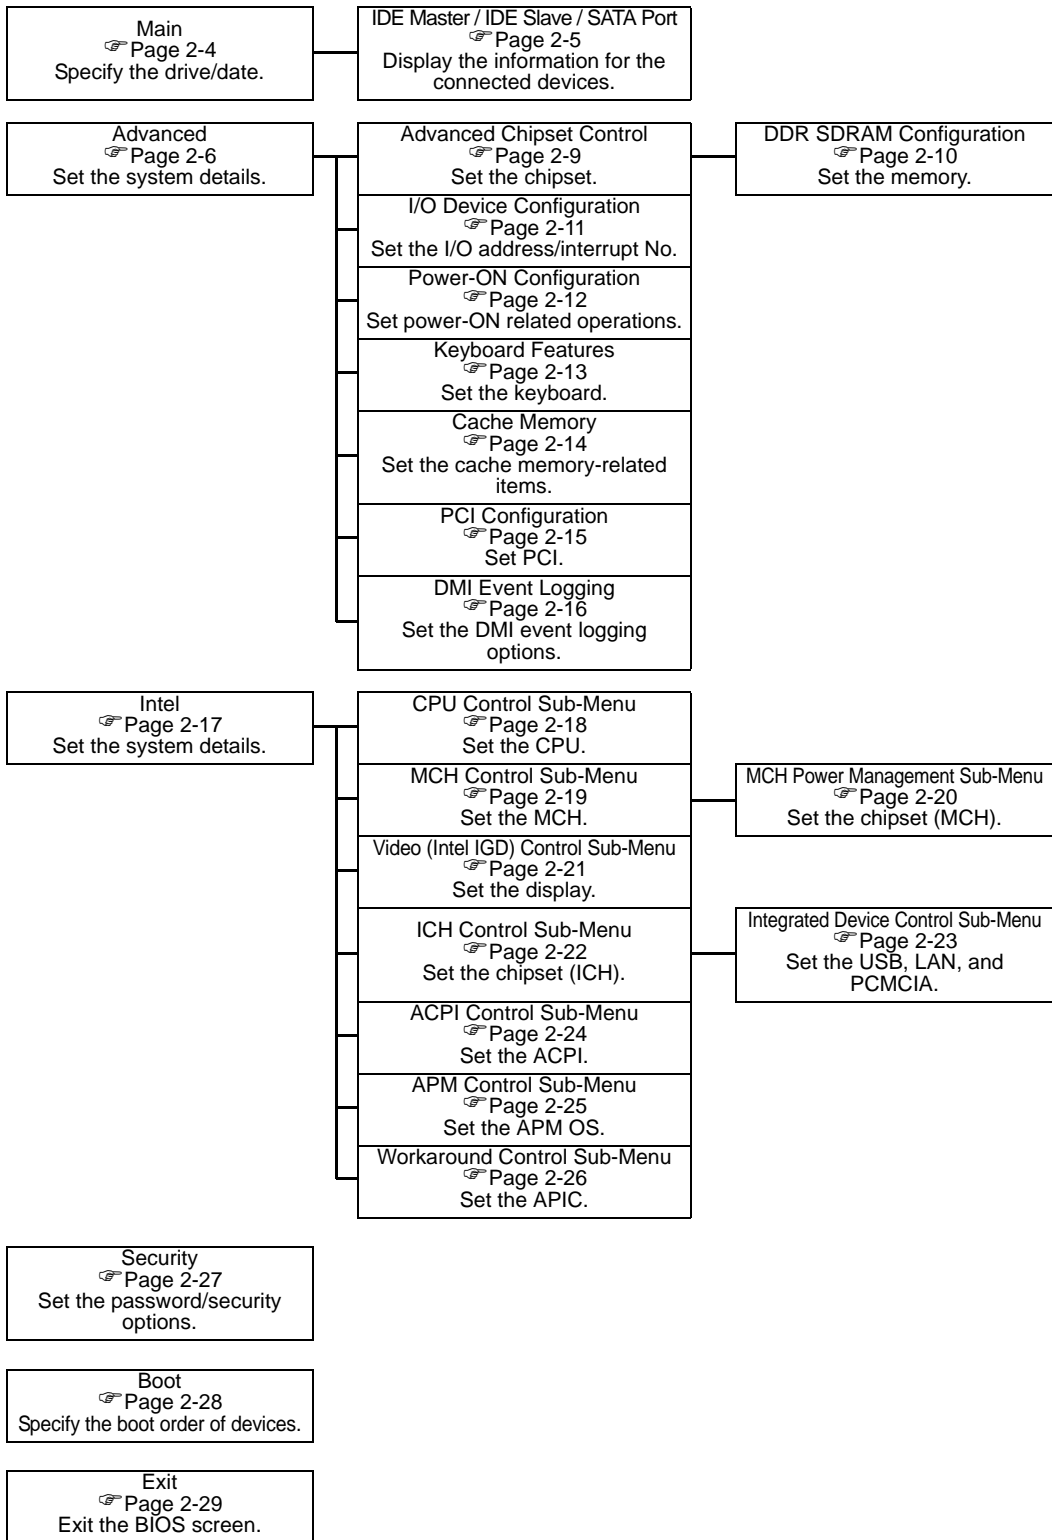 Main
☞Page 2-4
Specify the drive/date.
IDE Master / IDE Slave / SATA Port
☞Page 2-5
Display the information for the
connected devices.
Advanced
☞Page 2-6
Set the system details.
Advanced Chipset Control
☞Page 2-9
Set the chipset.
DDR SDRAM Configuration
☞Page 2-10
Set the memory.
I/O Device Configuration
☞Page 2-11
Set the I/O address/interrupt No.
Power-ON Configuration
☞Page 2-12
Set power-ON related operations.
Keyboard Features
☞Page 2-13
Set the keyboard.
Cache Memory
☞Page 2-14
Set the cache memory-related
items.
PCI Configuration
☞Page 2-15
Set PCI.
DMI Event Logging
☞Page 2-16
Set the DMI event logging
options.
Intel
☞Page 2-17
Set the system details.
CPU Control Sub-Menu
☞Page 2-18
Set the CPU.
MCH Control Sub-Menu
☞Page 2-19
Set the MCH.
MCH Power Management Sub-Menu
☞Page 2-20
Set the chipset (MCH).
Video (Intel IGD) Control Sub-Menu
☞Page 2-21
Set the display.
ICH Control Sub-Menu
☞Page 2-22
Set the chipset (ICH).
Integrated Device Control Sub-Menu
☞Page 2-23
Set the USB, LAN, and
PCMCIA.
ACPI Control Sub-Menu
☞Page 2-24
Set the ACPI.
APM Control Sub-Menu
☞Page 2-25
Set the APM OS.
Workaround Control Sub-Menu
☞Page 2-26
Set the APIC.
Security
☞Page 2-27
Set the password/security
options.
Boot
☞Page 2-28
Specify the boot order of devices.
Exit
☞Page 2-29
Exit the BIOS screen.